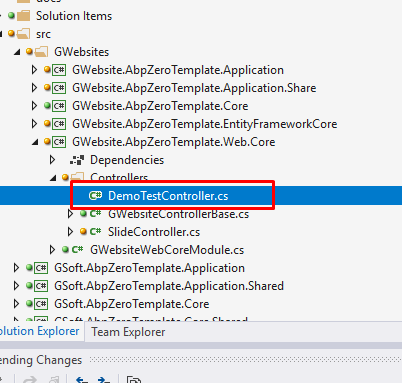 docs
Solution Items
src
GWebsites
GWebsite.AbpZeroTemplate.Application
GWebsite.AbpZeroTemplate.Application.Share
GWebsite.AbpZeroTemplate.Core
GWebsite.AbpZeroTemplate.EntityFrameworkCore
GWebsite.AbpZeroTemplate.Web.Core
Dependencies
Controllers
C# DemoTestController.cs
C# GWebsiteControllerBase.cs
C# SlideController.cs
C# GWebsiteWebCoreModule.cs
C# GSoft.AbpZeroTemplate.Application
C# GSoft.AbpZeroTemplate.Application.Shared
C# GSoft.AbpZeroTemplate.Core
GSoft.AbpZeroTemplate.Core.Shared
olution Explorer Team Explorer
ending Changes